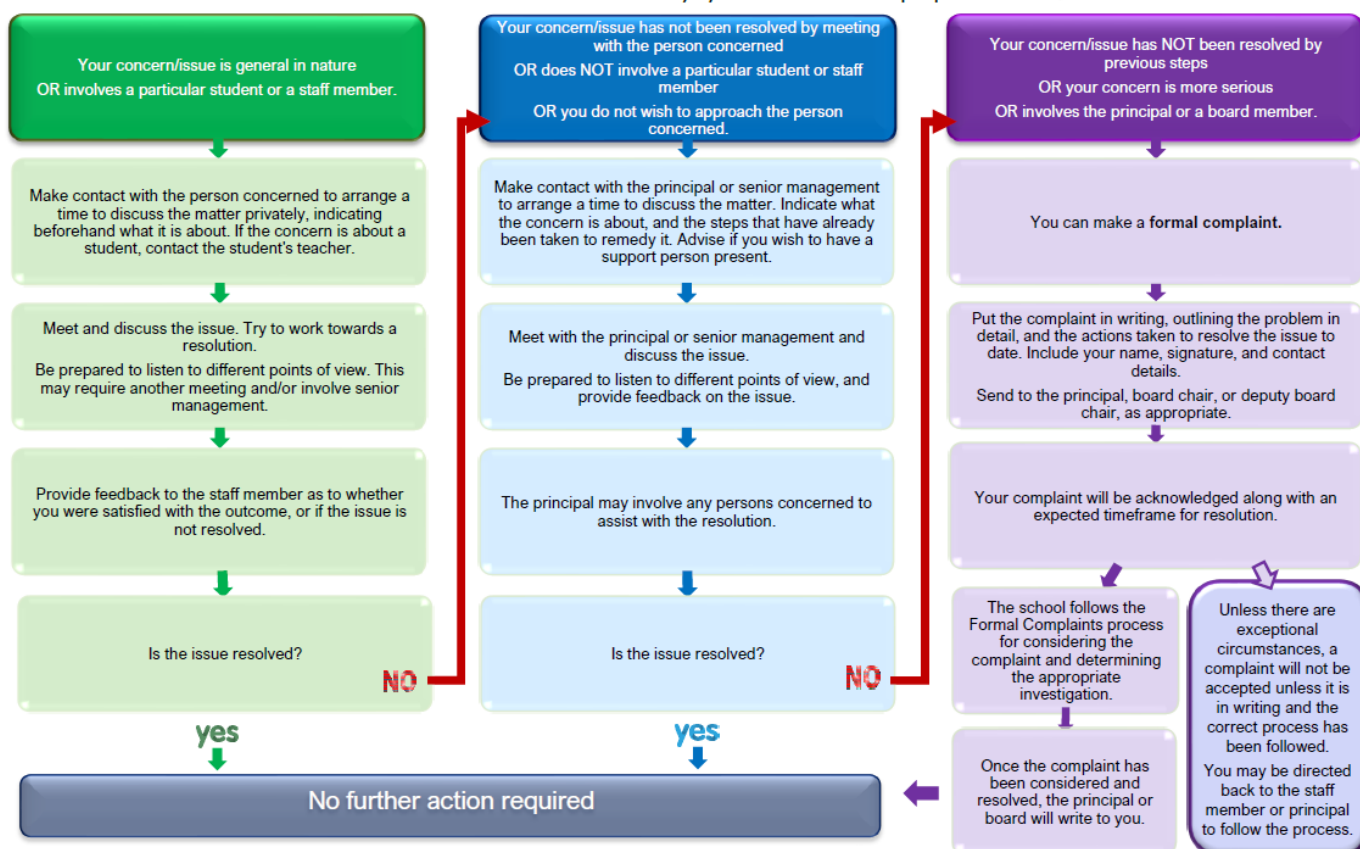 Your concern/issue is general in nature
OR involves a particular student or a staff member.
Make contact with the person concerned to arrange a
time to discuss the matter privately, indicating
beforehand what it is about. If the concern is about a
student, contact the student's teacher.
Meet and discuss the issue. Try to work towards a
resolution.
Be prepared to listen to different points of view. This
may require another meeting and/or involve senior
management.
Provide feedback to the staff member as to whether
you were satisfied with the outcome, or if the issue is
not resolved.
Is the issue resolved?
NO
yes
Your concern/issue has not been resolved by meeting
with the person concerned
OR does NOT involve a particular student or staff
member
OR you do not wish to approach the person
concerned.
Make contact with the principal or senior management
to arrange a time to discuss the matter. Indicate what
the concern is about, and the steps that have already
been taken to remedy it. Advise if you wish to have a
support person present.
Meet with the principal or senior management and
discuss the issue.
Be prepared to listen to different points of view, and
provide feedback on the issue.
The principal may involve any persons concerned to
assist with the resolution.
Is the issue resolved?
NO
yes
No further action required
Your concern/issue has NOT been resolved by
previous steps
OR your concern is more serious
OR involves the principal or a board member.
You can make a formal complaint.
Put the complaint in writing, outlining the problem in
detail, and the actions taken to resolve the issue to
date. Include your name, signature, and contact
details.
Send to the principal, board chair, or deputy board
chair, as appropriate.
Your complaint will be acknowledged along with an
expected timeframe for resolution.
The school follows the
Formal Complaints process
for considering the
complaint and determining
the appropriate
investigation.
Once the complaint has
been considered and
resolved, the principal or
board will write to you.
Unless there are
exceptional
circumstances, a
complaint will not be
accepted unless it is
in writing and the
correct process has
been followed.
You may be directed
back to the staff
member or principal
to follow the process.